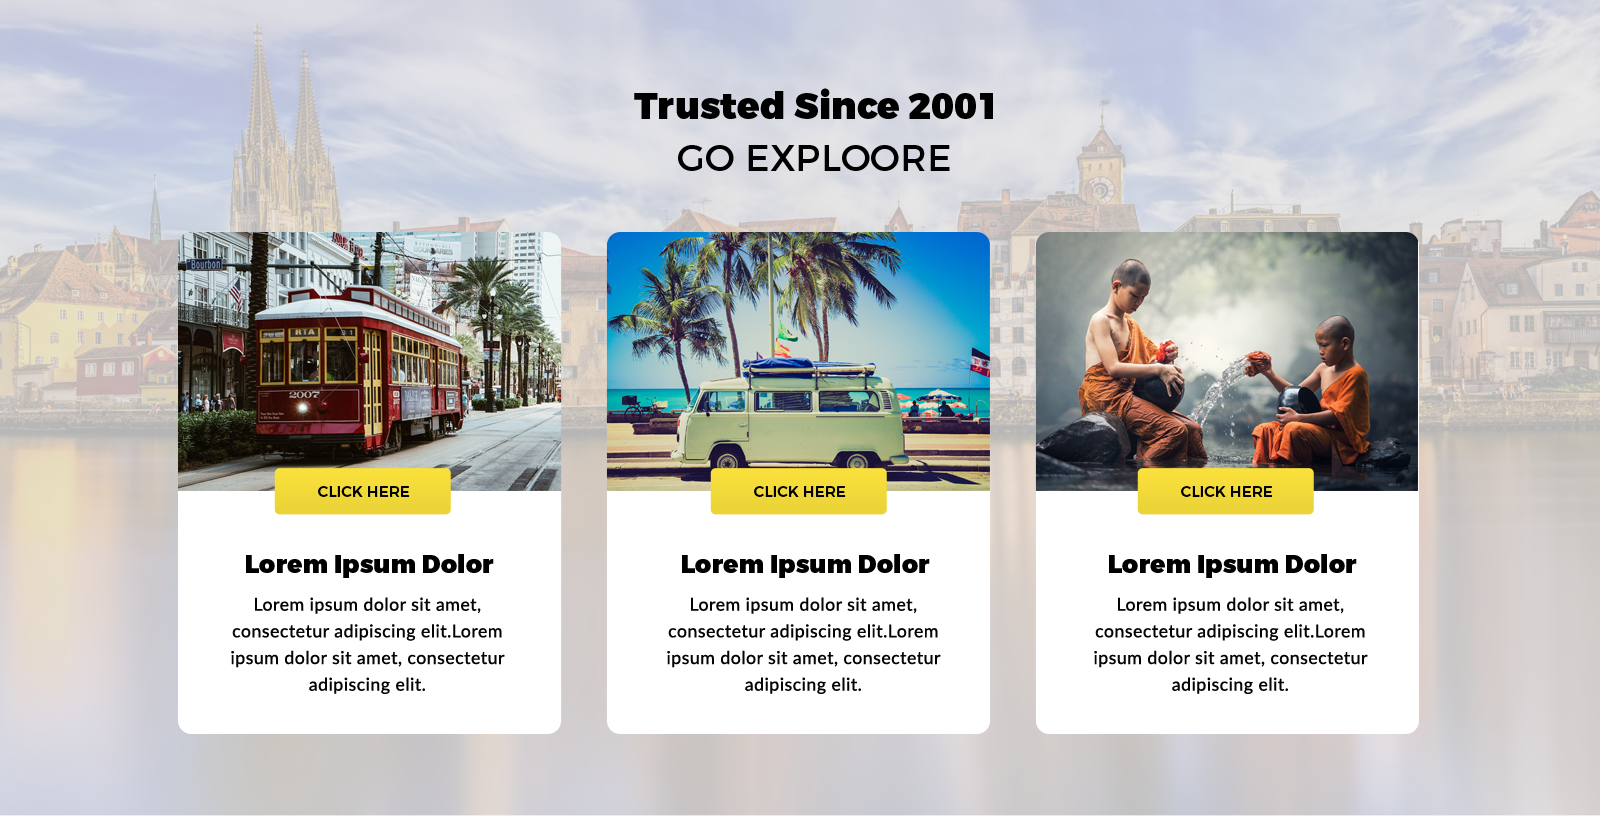 Trusted Since 2001
GO EXPLOORE
Bourbon
RTA
2007
CLICK HERE
CLICK HERE
CLICK HERE
Lorem Ipsum Dolor
Lorem ipsum dolor sit amet,
consectetur adipiscing elit.Lorem
ipsum dolor sit amet, consectetur
adipiscing elit.
Lorem Ipsum Dolor
Lorem ipsum dolor sit amet,
consectetur adipiscing elit.Lorem
ipsum dolor sit amet, consectetur
adipiscing elit.
Lorem Ipsum Dolor
Lorem ipsum dolor sit amet,
consectetur adipiscing elit.Lorem
ipsum dolor sit amet, consectetur
adipiscing elit.